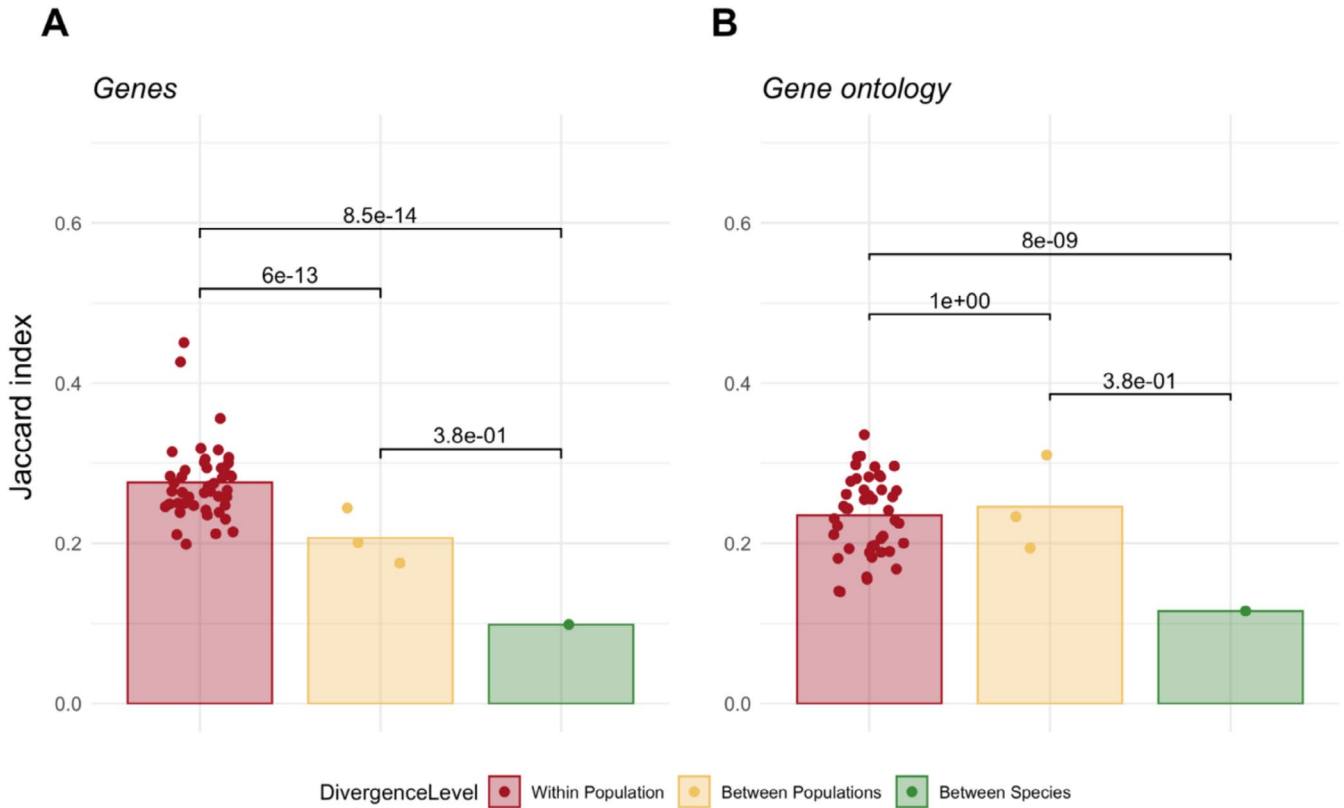 A
B
Genes
Gene ontology
Jaccard index
0.6
0.4
0.2
0.0
8.5e-14
6e-13
3.8e-01
0.6
0.4
0.2
0.0
8e-09
1e+00
3.8e-01
DivergenceLevel Within Population Between Populations Between Species